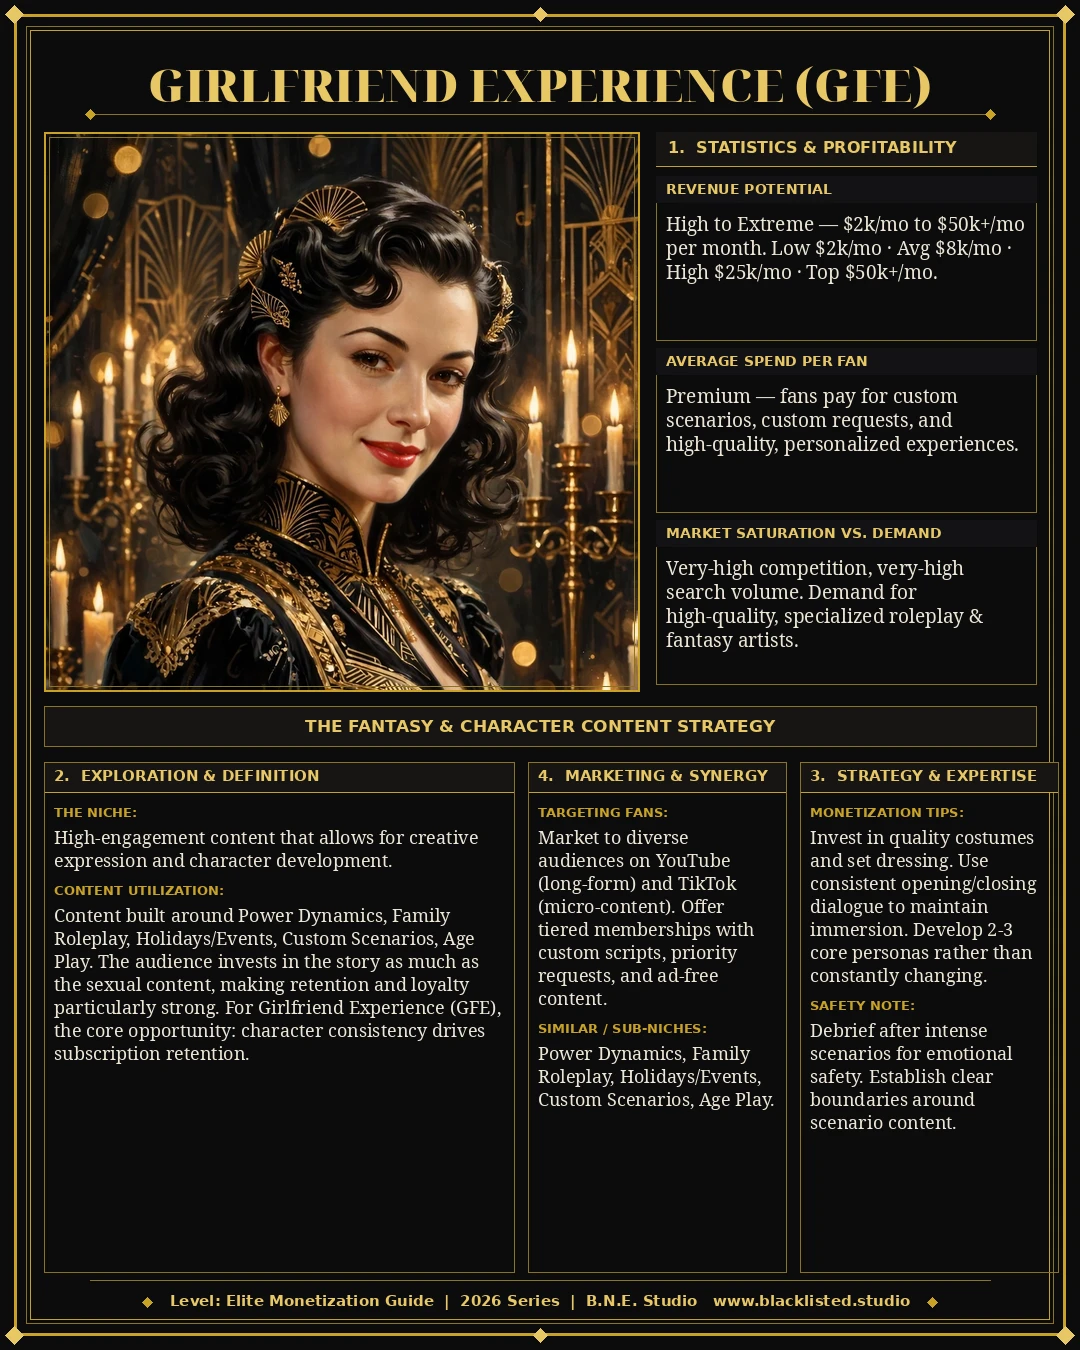 GIRLFRIEND EXPERIENCE (GFE)
1. STATISTICS & PROFITABILITY
REVENUE POTENTIAL
High to Extreme — $2k/mo to $50k+/mo
per month. Low $2k/mo · Avg $8k/mo ·
High $25k/mo · Top $50k+/mo.
AVERAGE SPEND PER FAN
Premium — fans pay for custom
scenarios, custom requests, and
high-quality, personalized experiences.
MARKET SATURATION VS. DEMAND
Very-high competition, very-high
search volume. Demand for
high-quality, specialized roleplay &
fantasy artists.
THE FANTASY & CHARACTER CONTENT STRATEGY
2. EXPLORATION & DEFINITION
THE NICHE:
High-engagement content that allows for creative
expression and character development.
CONTENT UTILIZATION:
Content built around Power Dynamics, Family
Roleplay, Holidays/Events, Custom Scenarios, Age
Play. The audience invests in the story as much as
the sexual content, making retention and loyalty
particularly strong. For Girlfriend Experience (GFE),
the core opportunity: character consistency drives
subscription retention.
4. MARKETING & SYNERGY
TARGETING FANS:
Market to diverse
audiences on YouTube
(long-form) and TikTok
(micro-content). Offer
tiered memberships with
custom scripts, priority
requests, and ad-free
content.
SIMILAR / SUB-NICHES:
Power Dynamics, Family
Roleplay, Holidays/Events,
Custom Scenarios, Age Play.
3. STRATEGY & EXPERTISE
MONETIZATION TIPS:
Invest in quality costumes
and set dressing. Use
consistent opening/closing
dialogue to maintain
immersion. Develop 2-3
core personas rather than
constantly changing.
SAFETY NOTE:
Debrief after intense
scenarios for emotional
safety. Establish clear
boundaries around
scenario content.
Level: Elite Monetization Guide | 2026 Series | B.N.E. Studio www.blacklisted.studio